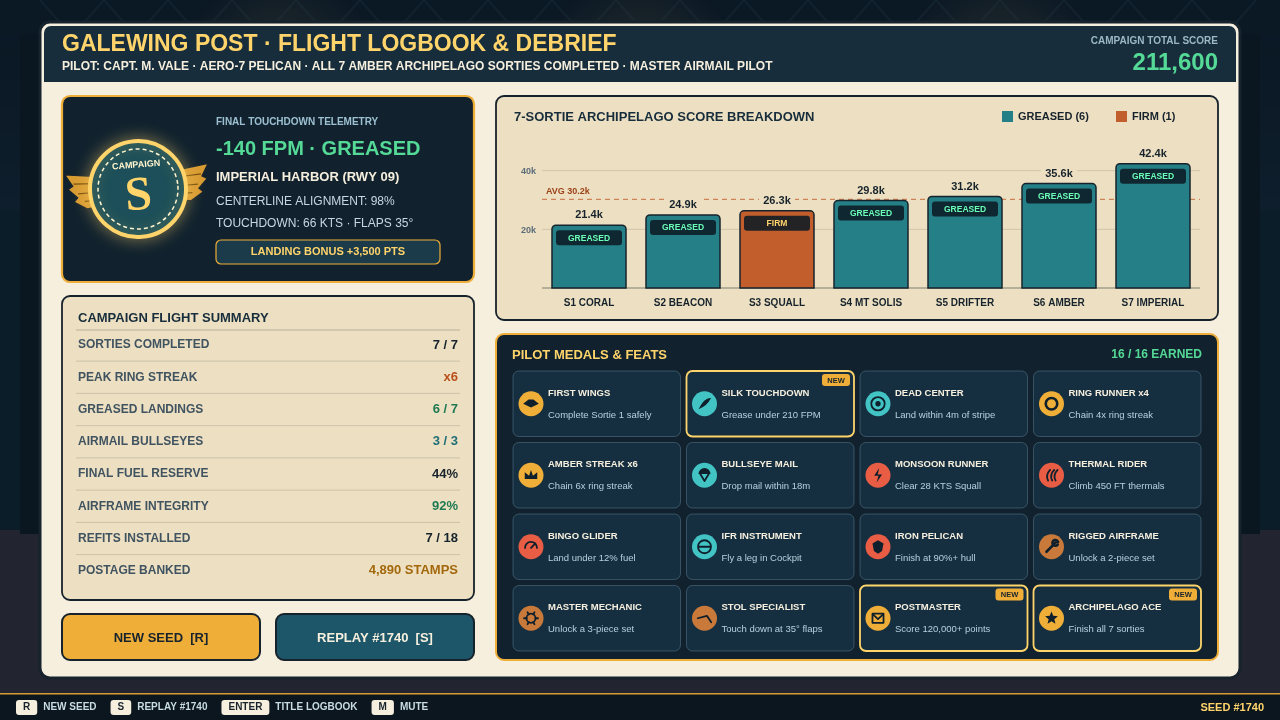 GALEWING POST · FLIGHT LOGBOOK & DEBRIEF
PILOT: CAPT. M. VALE · AERO-7 PELICAN · ALL 7 AMBER ARCHIPELAGO SORTIES COMPLETED · MASTER AIRMAIL PILOT
CAMPAIGN TOTAL SCORE
211,600
CAMPAIGN
S
FINAL TOUCHDOWN TELEMETRY
-140 FPM · GREASED
IMPERIAL HARBOR (RWY 09)
CENTERLINE ALIGNMENT: 98%
TOUCHDOWN: 66 KTS · FLAPS 35°
LANDING BONUS +3,500 PTS
CAMPAIGN FLIGHT SUMMARY
SORTIES COMPLETED 7 / 7
PEAK RING STREAK x6
GREASED LANDINGS 6 / 7
AIRMAIL BULLSEYES 3 / 3
FINAL FUEL RESERVE 44%
AIRFRAME INTEGRITY 92%
REFITS INSTALLED 7 / 18
POSTAGE BANKED 4,890 STAMPS
NEW SEED [R]
REPLAY #1740 [S]
7-SORTIE ARCHIPELAGO SCORE BREAKDOWN
GREASED (6)
FIRM (1)
40k
20k
AVG 30.2k
21.4k
GREASED
S1 CORAL
24.9k
GREASED
S2 BEACON
26.3k
FIRM
S3 SQUALL
29.8k
GREASED
S4 MT SOLIS
31.2k
GREASED
S5 DRIFTER
35.6k
GREASED
S6 AMBER
42.4k
GREASED
S7 IMPERIAL
PILOT MEDALS & FEATS
16 / 16 EARNED
FIRST WINGS
Complete Sortie 1 safely
NEW
SILK TOUCHDOWN
Grease under 210 FPM
DEAD CENTER
Land within 4m of stripe
RING RUNNER x4
Chain 4x ring streak
AMBER STREAK x6
Chain 6x ring streak
BULLSEYE MAIL
Drop mail within 18m
MONSOON RUNNER
Clear 28 KTS Squall
THERMAL RIDER
Climb 450 FT thermals
BINGO GLIDER
Land under 12% fuel
IFR INSTRUMENT
Fly a leg in Cockpit
IRON PELICAN
Finish at 90%+ hull
RIGGED AIRFRAME
Unlock a 2-piece set
MASTER MECHANIC
Unlock a 3-piece set
STOL SPECIALIST
Touch down at 35° flaps
NEW
POSTMASTER
Score 120,000+ points
NEW
ARCHIPELAGO ACE
Finish all 7 sorties
R NEW SEED S REPLAY #1740 ENTER TITLE LOGBOOK M MUTE
SEED #1740